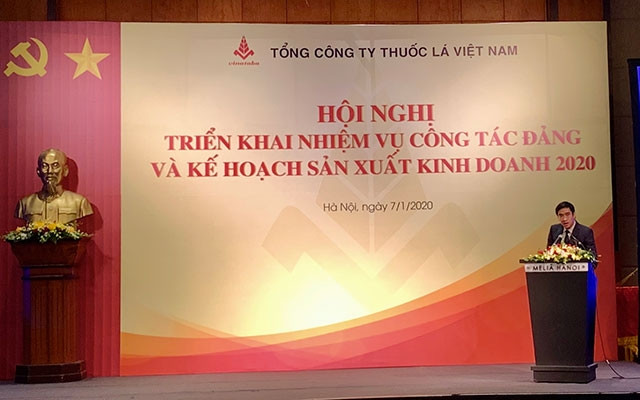 TỔNG CÔNG TY THUỐC LÁ VIỆT NAM
HỘI NGHỊ
TRIỂN KHAI NHIỆM VỤ CÔNG TÁC ĐẢNG
VÀ KẾ HOẠCH SẢN XUẤT KINH DOANH 2020
Hà Nội, ngày 7/1/2020
MELIÃ HANOI